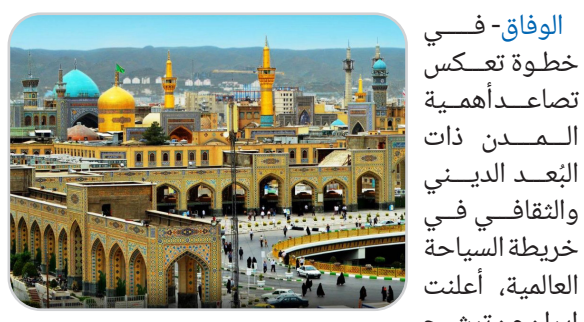 الوفاق- في
خطوة تعكس
تصاعد أهمية
المدن ذات
البُعد الديني
والثقافي في
خريطة السياحة
العالمية، أعلنت